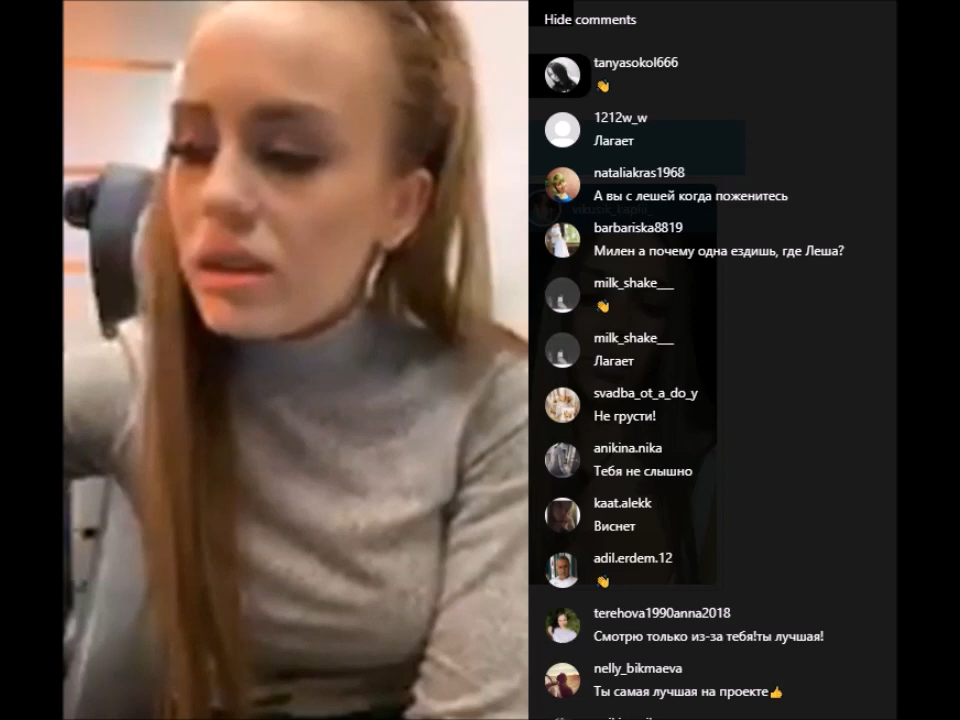 Hide comments
tanyasokol666
👏
1212w_w
Лагает
nataliakras1968
А вы с лешей когда поженитесь
barbariska8819
Милен а почему одна ездишь, где Леша?
milk_shake___
👏
milk_shake___
Лагает
svadba_ot_a_do_y
Не грусти!
anikina.nika
Тебя не слышно
kaat.alekk
Виснет
adil.erdem.12
👏
terehova1990anna2018
Смотрю только из-за тебя!ты лучшая!
nelly_bikmaeva
Ты самая лучшая на проекте👍